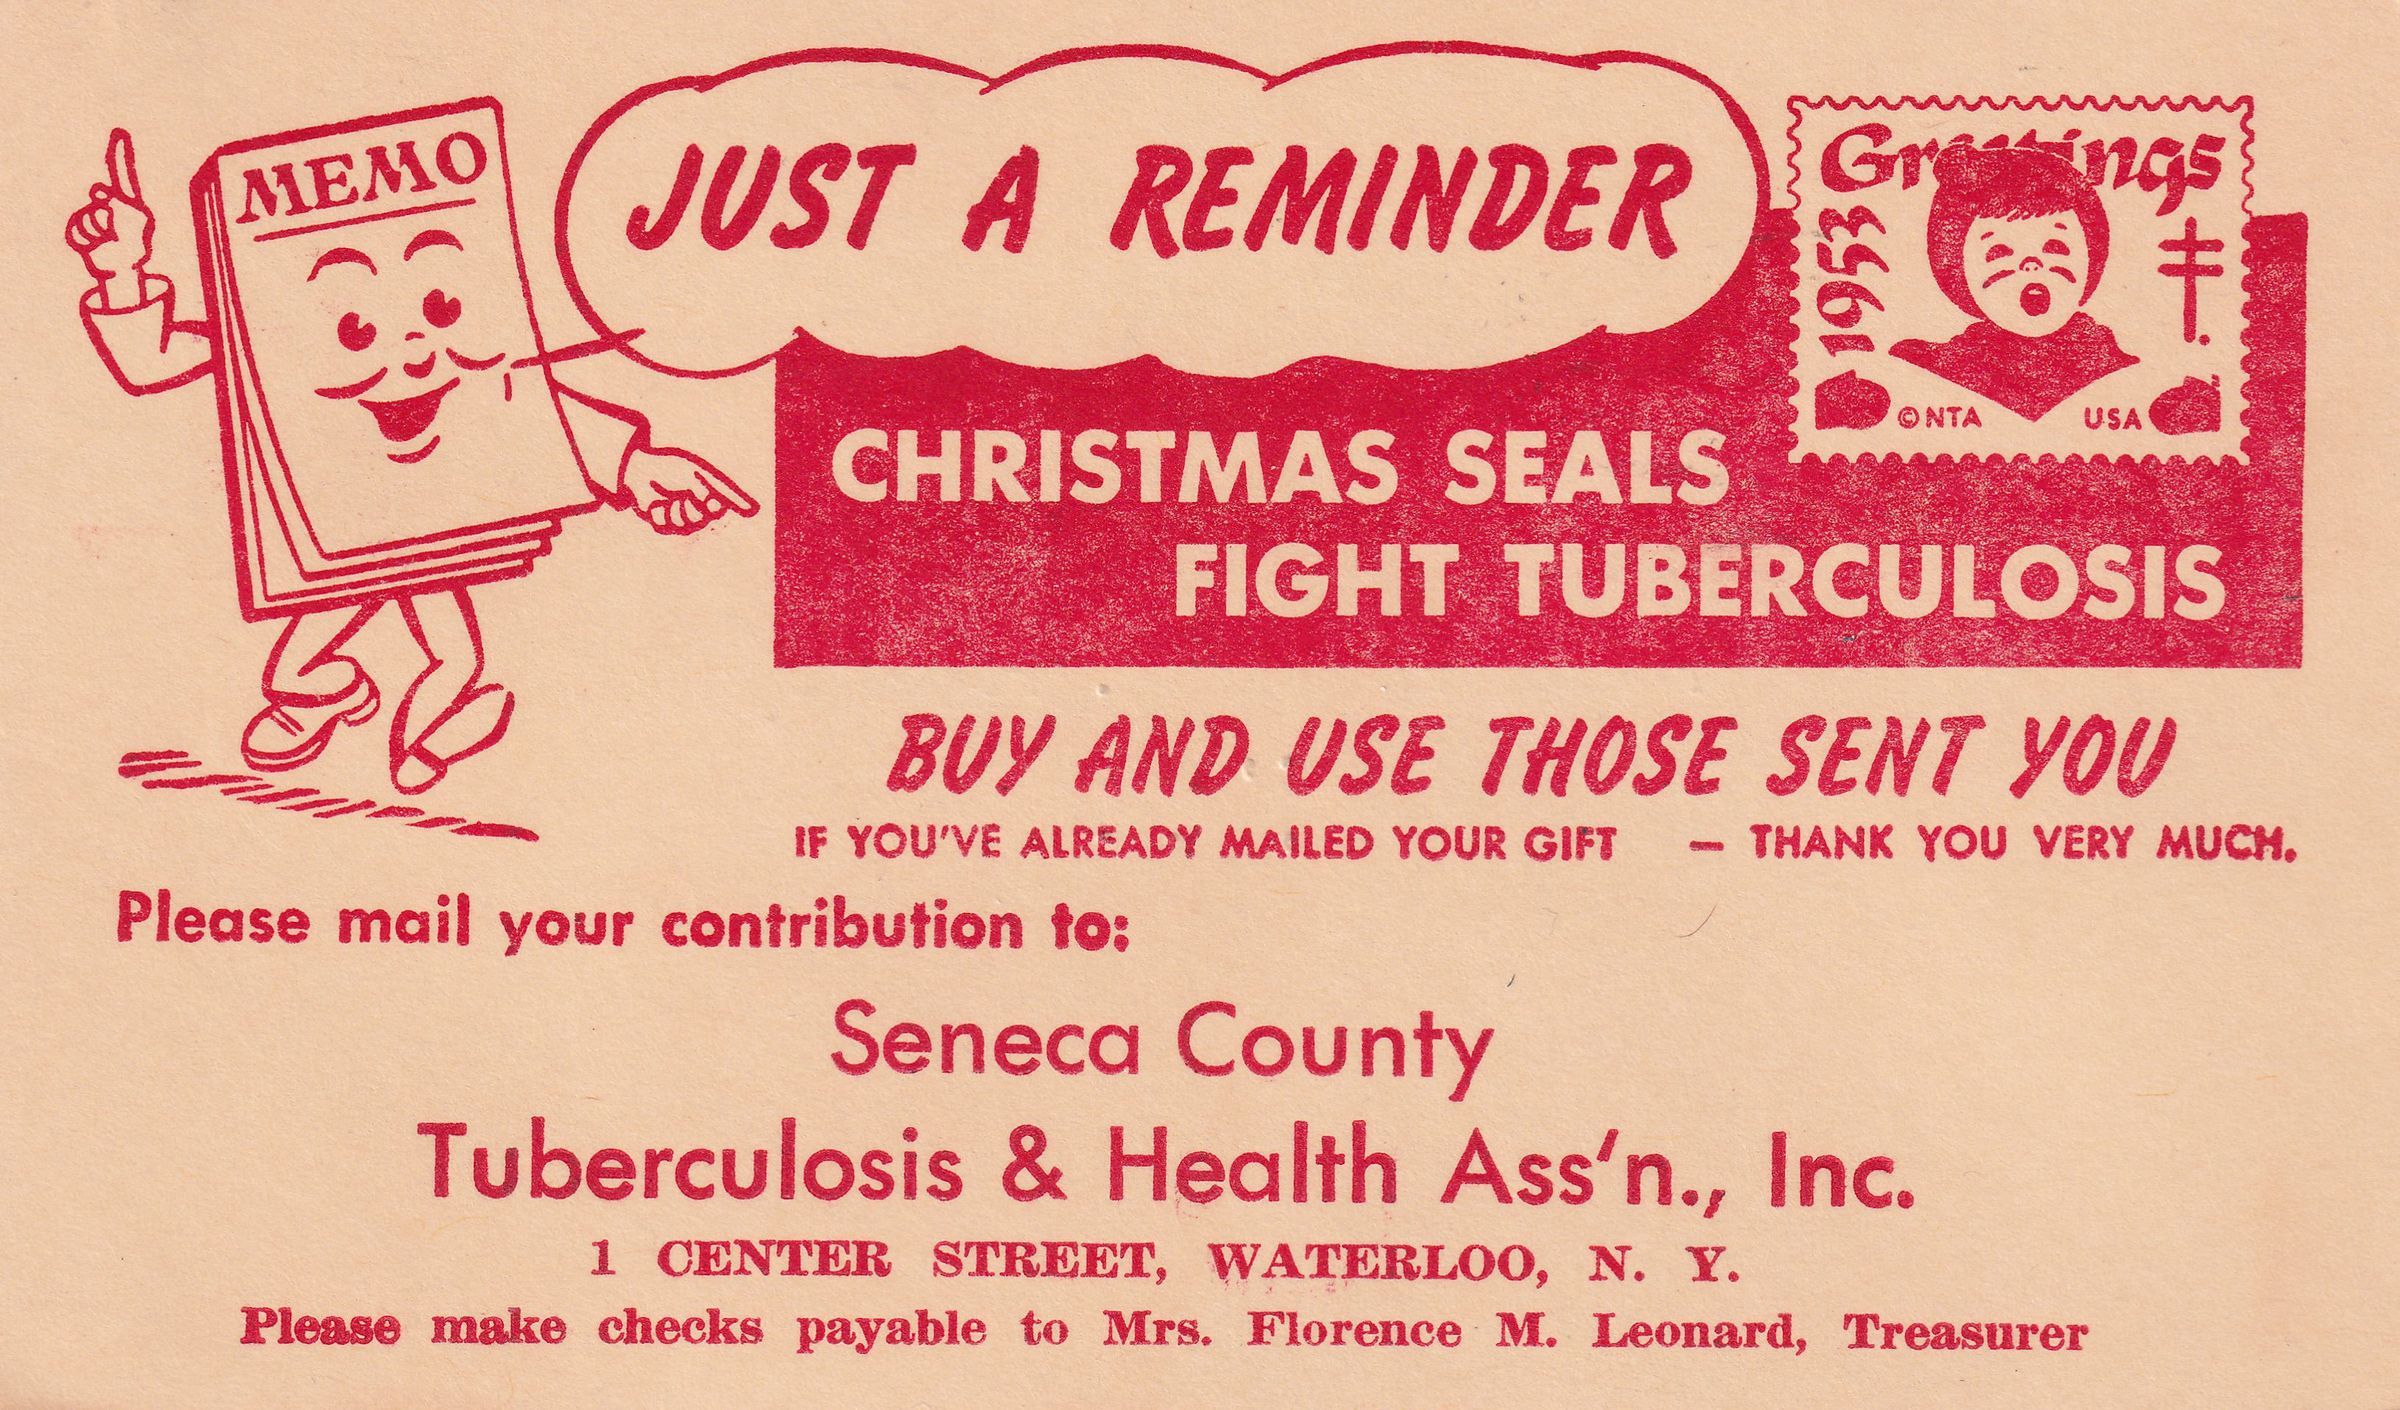 MEMO
JUST A REMINDER
Greetings
1953
© NTA
USA
CHRISTMAS SEALS
FIGHT TUBERCULOSIS
BUY AND USE THOSE SENT YOU
IF YOU'VE ALREADY MAILED YOUR GIFT — THANK YOU VERY MUCH.
Please mail your contribution to:
Seneca County
Tuberculosis & Health Ass'n., Inc.
1 CENTER STREET, WATERLOO, N. Y.
Please make checks payable to Mrs. Florence M. Leonard, Treasurer